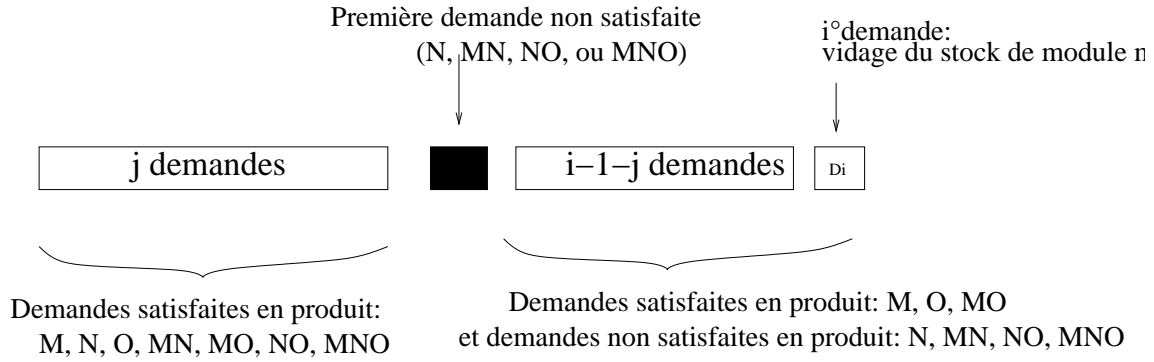 Première demande non satisfaite
(N, MN, NO, ou MNO)
i°demande:
vidage du stock de module
j demandes
i−1−j demandes
Di
Demandes satisfaites en produit:
M, N, O, MN, MO, NO, MNO
Demandes satisfaites en produit: M, O, MO
et demandes non satisfaites en produit: N, MN, NO, MNO